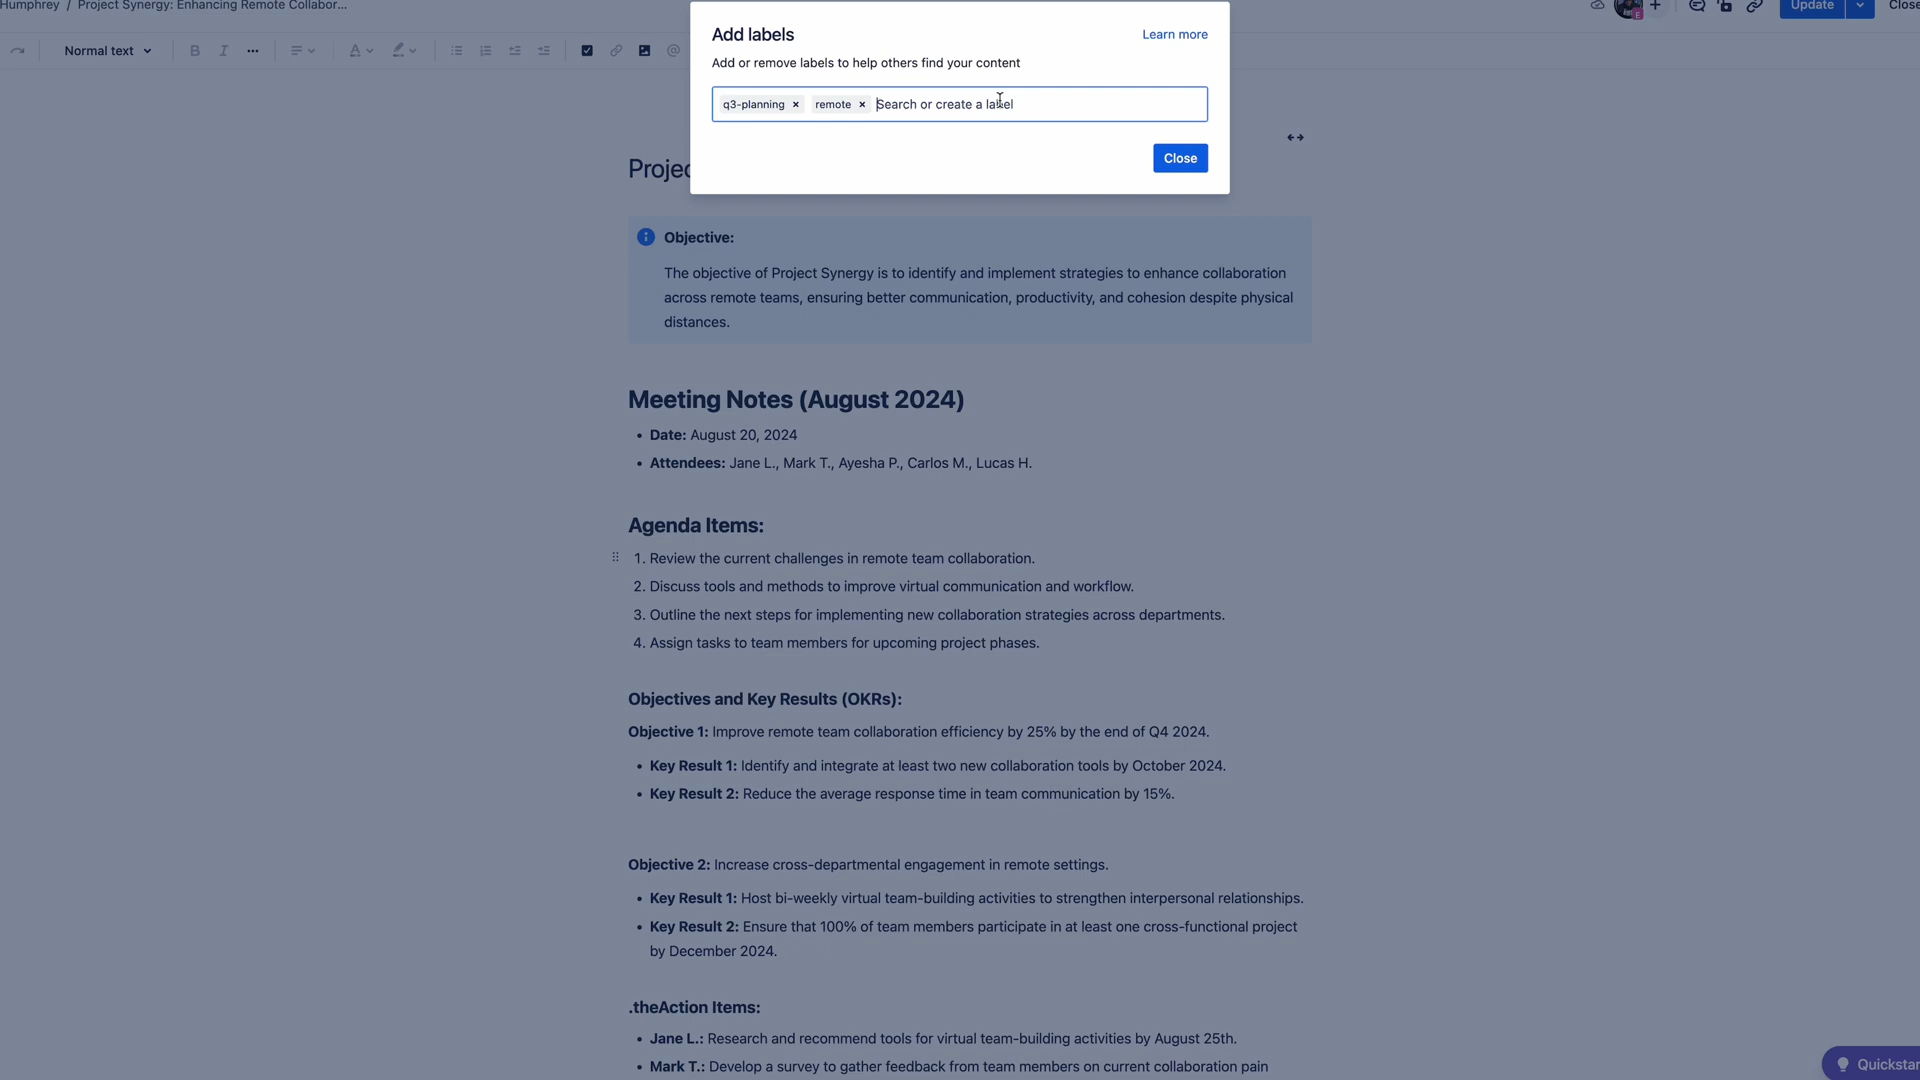 Humphrey / Project Synergy: Enhancing Remote Collabor...
Update
Close
Normal text
B I ...
Add labels
Learn more
Add or remove labels to help others find your content
q3-planning × remote × Search or create a label
Close
Projec
Objective:
The objective of Project Synergy is to identify and implement strategies to enhance collaboration
across remote teams, ensuring better communication, productivity, and cohesion despite physical
distances.
Meeting Notes (August 2024)
• Date: August 20, 2024
• Attendees: Jane L., Mark T., Ayesha P., Carlos M., Lucas H.
Agenda Items:
1. Review the current challenges in remote team collaboration.
2. Discuss tools and methods to improve virtual communication and workflow.
3. Outline the next steps for implementing new collaboration strategies across departments.
4. Assign tasks to team members for upcoming project phases.
Objectives and Key Results (OKRs):
Objective 1: Improve remote team collaboration efficiency by 25% by the end of Q4 2024.
• Key Result 1: Identify and integrate at least two new collaboration tools by October 2024.
• Key Result 2: Reduce the average response time in team communication by 15%.
Objective 2: Increase cross-departmental engagement in remote settings.
• Key Result 1: Host bi-weekly virtual team-building activities to strengthen interpersonal relationships.
• Key Result 2: Ensure that 100% of team members participate in at least one cross-functional project
by December 2024.
.theAction Items:
• Jane L.: Research and recommend tools for virtual team-building activities by August 25th.
• Mark T.: Develop a survey to gather feedback from team members on current collaboration pain
Quickstar